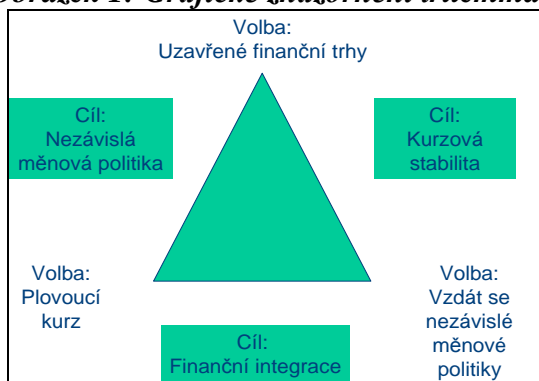 Volba:
Uzavřené finanční trhy
Cíl:
Nezávislá
měnová politika
Cíl:
Kurzová
stabilita
Volba:
Plovoucí
kurz
Volba:
Vzdát se
nezávislé
měnové
politiky
Cíl:
Finanční integrace